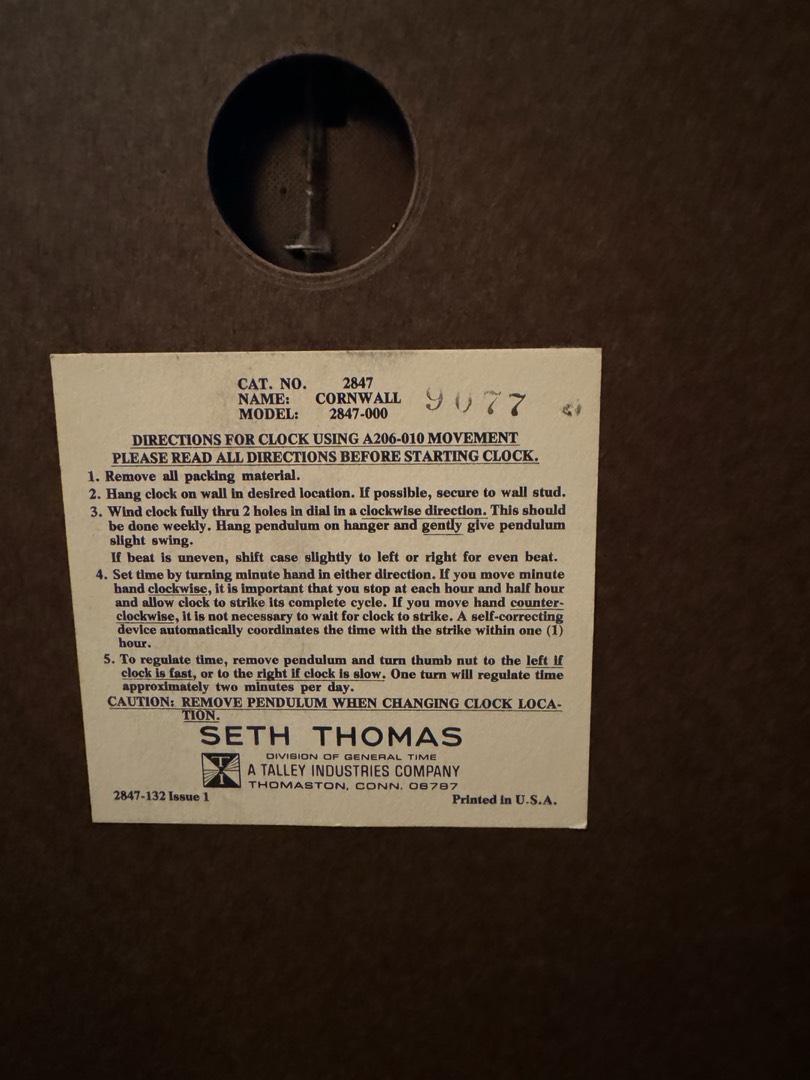 CAT. NO. 2847
NAME: CORNWALL
MODEL: 2847-000
9077
DIRECTIONS FOR CLOCK USING A206-010 MOVEMENT
PLEASE READ ALL DIRECTIONS BEFORE STARTING CLOCK.
1. Remove all packing material.
2. Hang clock on wall in desired location. If possible, secure to wall stud.
3. Wind clock fully thru 2 holes in dial in a clockwise direction. This should
be done weekly. Hang pendulum on hanger and gently give pendulum
slight swing.
If beat is uneven, shift case slightly to left or right for even beat.
4. Set time by turning minute hand in either direction. If you move minute
hand clockwise, it is important that you stop at each hour and half hour
and allow clock to strike its complete cycle. If you move hand counter-
clockwise, it is not necessary to wait for clock to strike. A self-correcting
device automatically coordinates the time with the strike within one (1)
hour.
5. To regulate time, remove pendulum and turn thumb nut to the left if
clock is fast, or to the right if clock is slow. One turn will regulate time
approximately two minutes per day.
CAUTION: REMOVE PENDULUM WHEN CHANGING CLOCK LOCA-
TION.
SETH THOMAS
DIVISION OF GENERAL TIME
A TALLEY INDUSTRIES COMPANY
THOMASTON, CONN. 06787
2847-132 Issue 1
Printed in U.S.A.